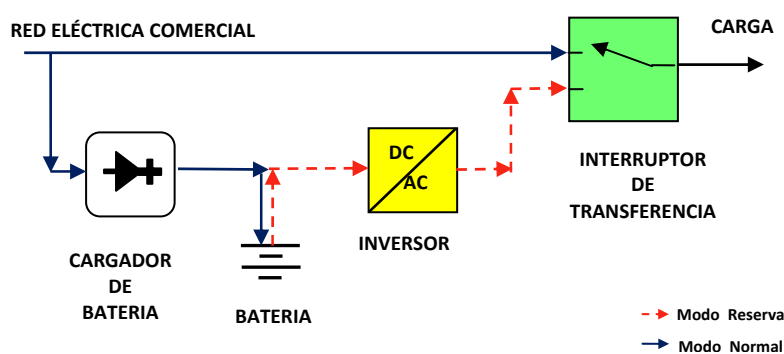 RED ELÉCTRICA COMERCIAL
CARGA
DC
AC
INTERRUPTOR
DE
TRANSFERENCIA
INVERSOR
CARGADOR
DE
BATERIA
BATERIA
Modo Reserva
Modo Normal